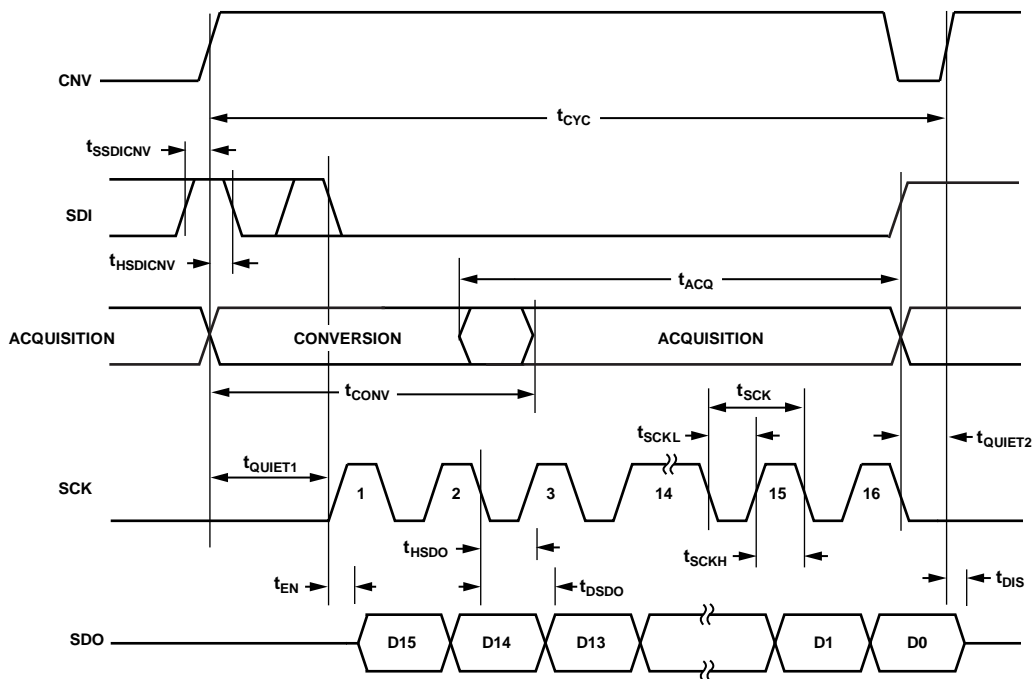 CNV
tCYC
tSSDICNV
SDI
tHSDICNV
tACQ
ACQUISITION CONVERSION ACQUISITION
tCONV
tSCK
tSCKL
tQUIET2
tQUIET1
SCK 1 2 3 14 15 16
tHSDO
tSCKH
tEN tDSDO tDIS
SDO D15 D14 D13 D1 D0